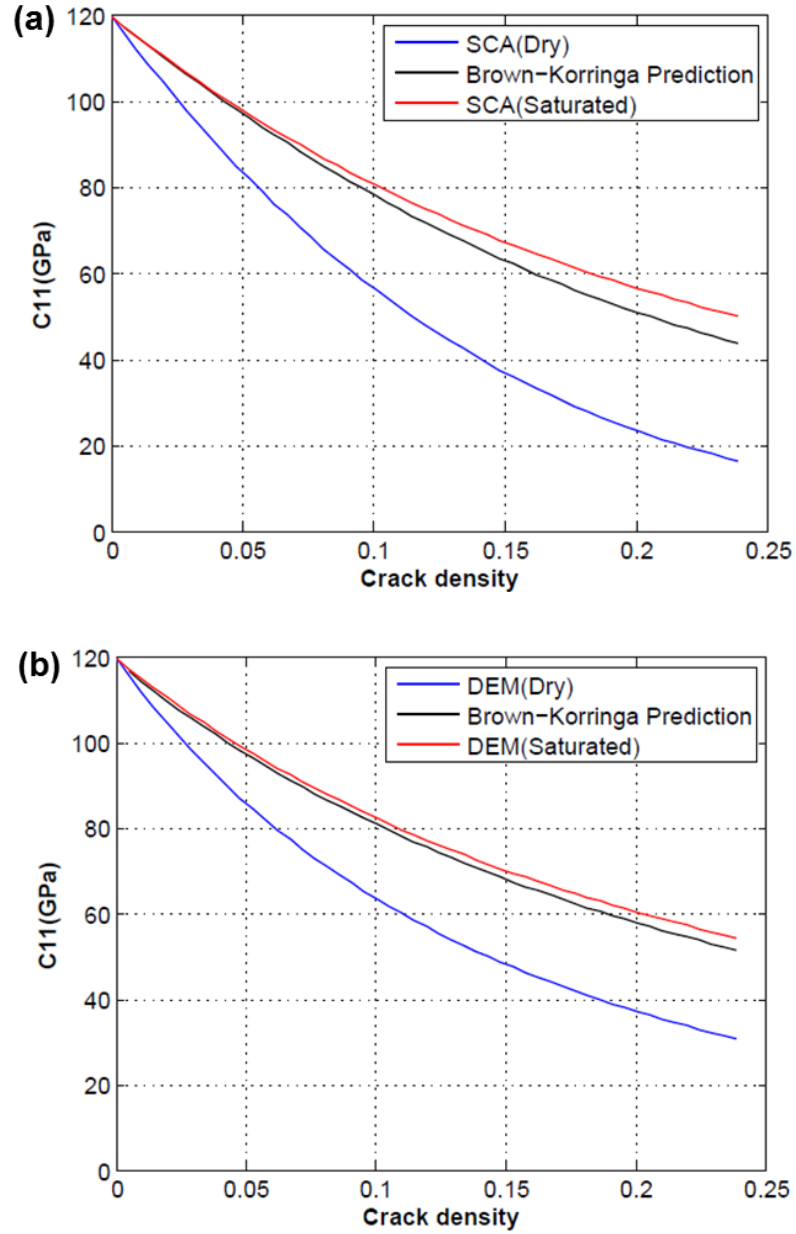 (a)
120
100
80
60
40
20
0
C11(GPa)
SCA(Dry)
Brown-Korringa Prediction
SCA(Saturated)
0 0.05 0.1 0.15 0.2 0.25
Crack density
(b)
120
100
80
60
40
20
0
C11(GPa)
DEM(Dry)
Brown-Korringa Prediction
DEM(Saturated)
0 0.05 0.1 0.15 0.2 0.25
Crack density